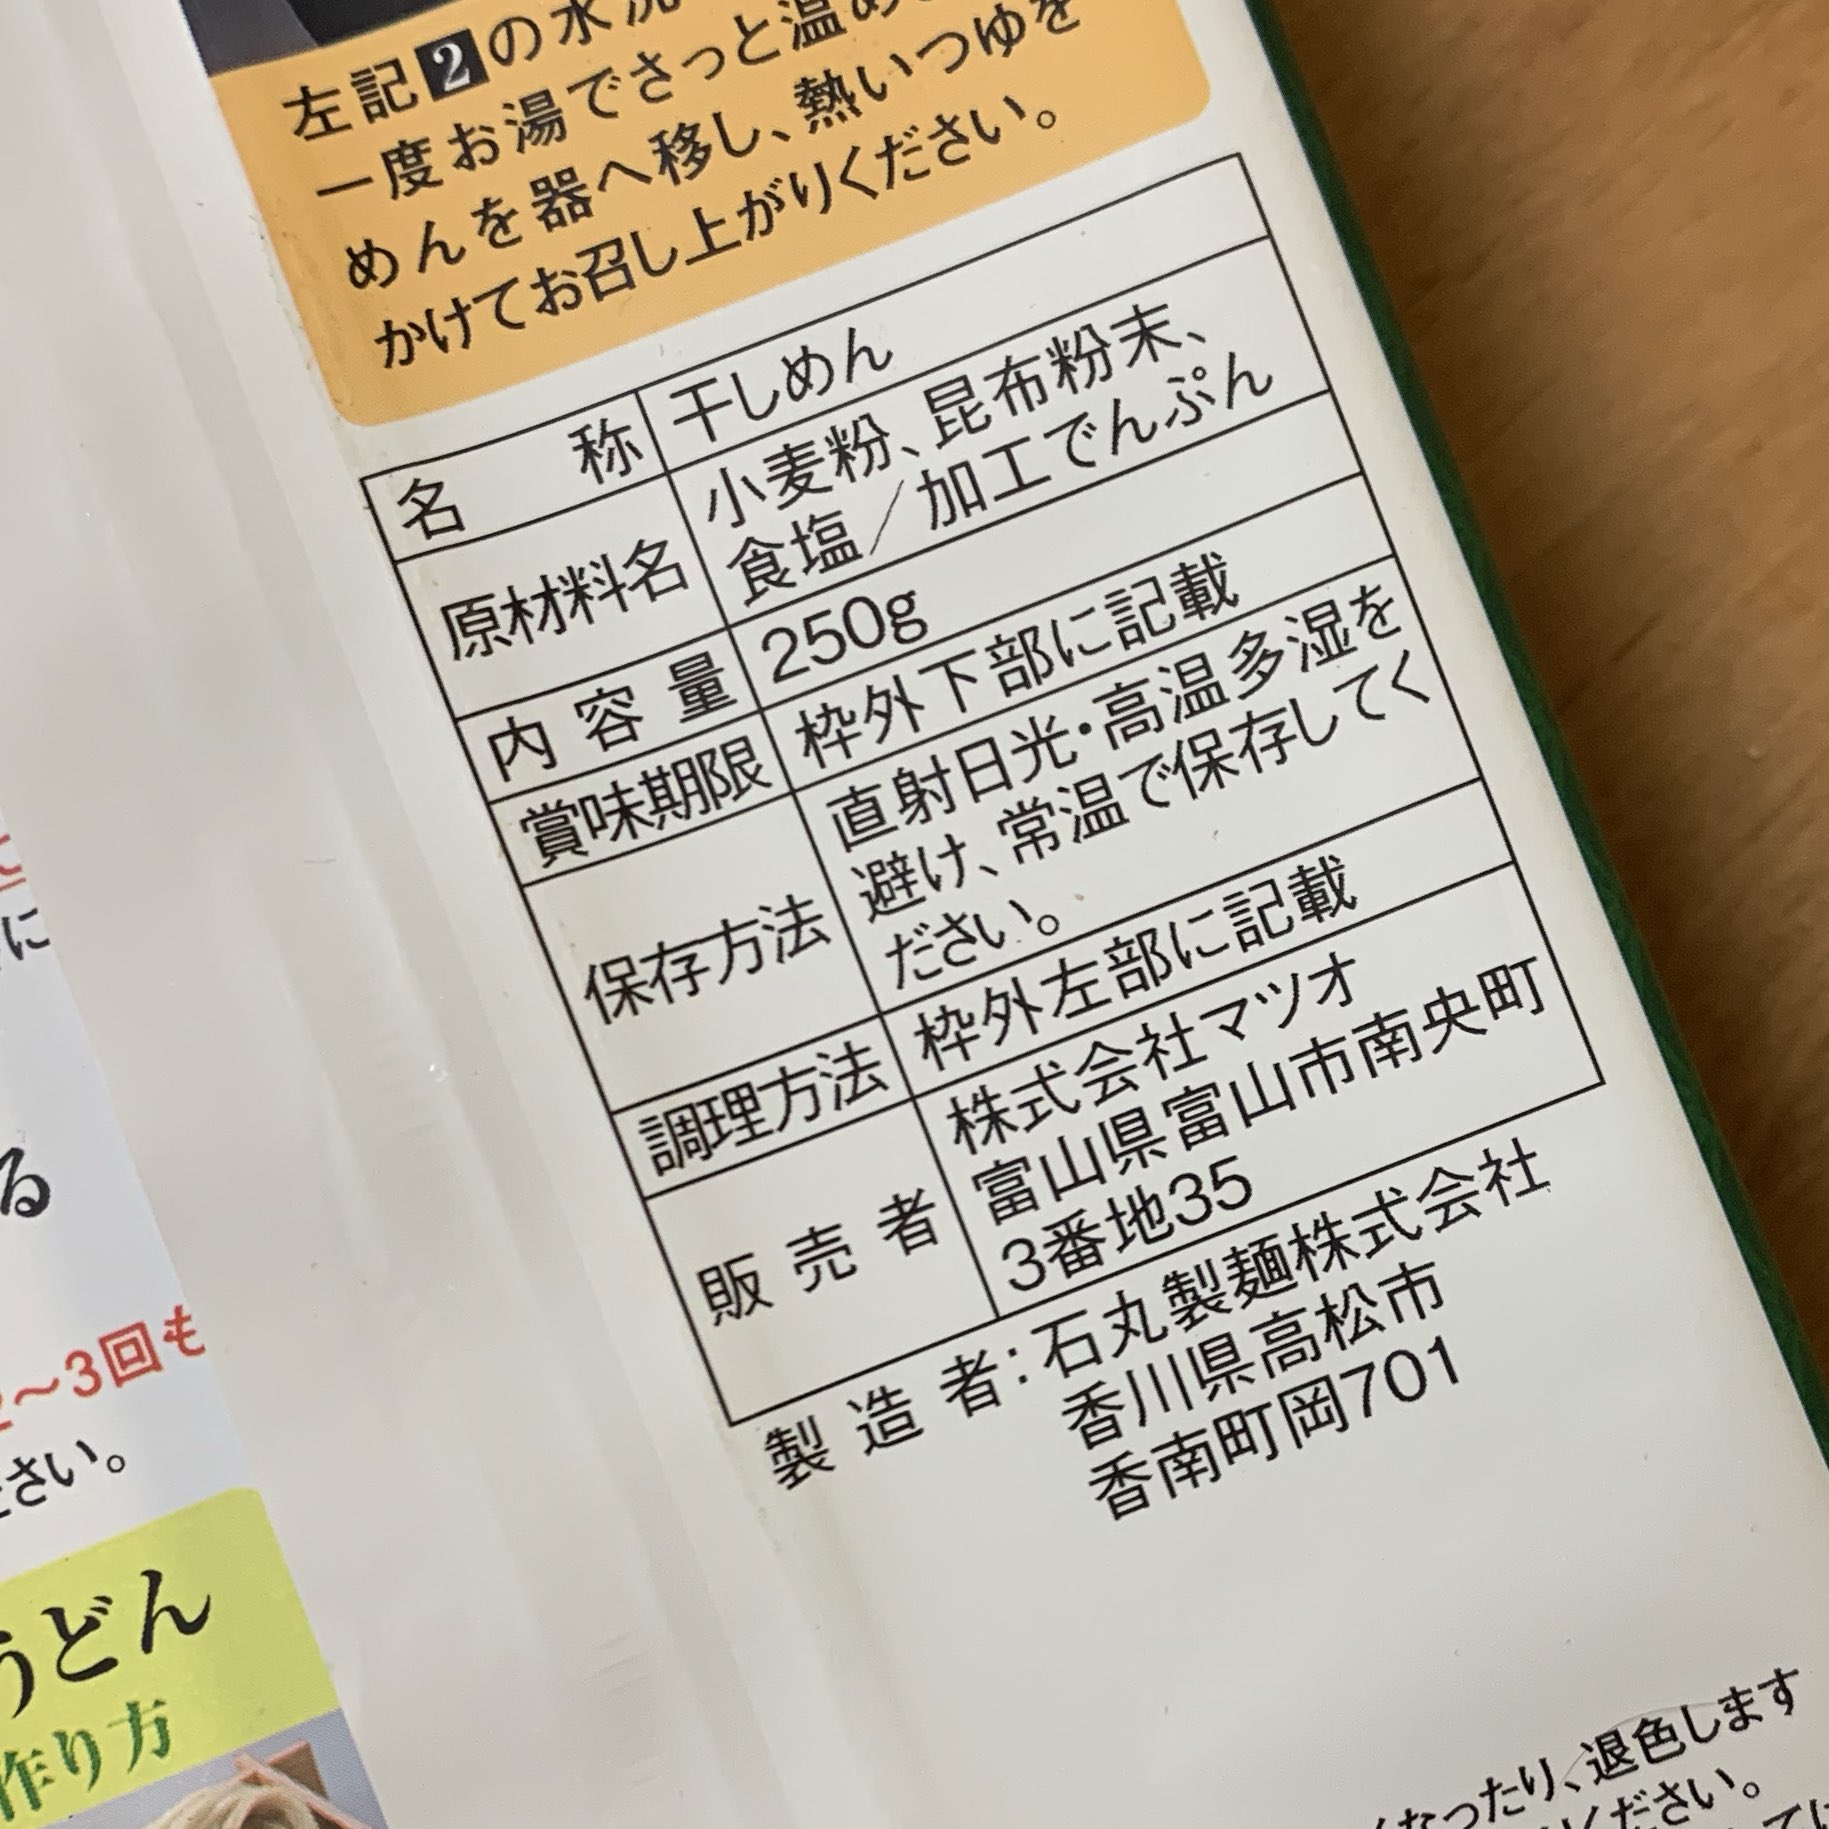 左記2の水洗
一度お湯でさっと温め
めんを器へ移し、熱いつゆを
かけてお召し上がりください。
名称 干しめん
原材料名 小麦粉、昆布粉末、
食塩／加工でんぷん
内容量 250g
賞味期限 枠外下部に記載
保存方法 直射日光・高温多湿を
避け、常温で保存してく
ださい。
調理方法 枠外左部に記載
販売者 株式会社マツオ
富山県富山市南央町
3番地35
製造者:石丸製麺株式会社
香川県高松市
香南町岡701
に
る
〜3回も
さい。
うどん
作り方
なったり、退色します
ください。